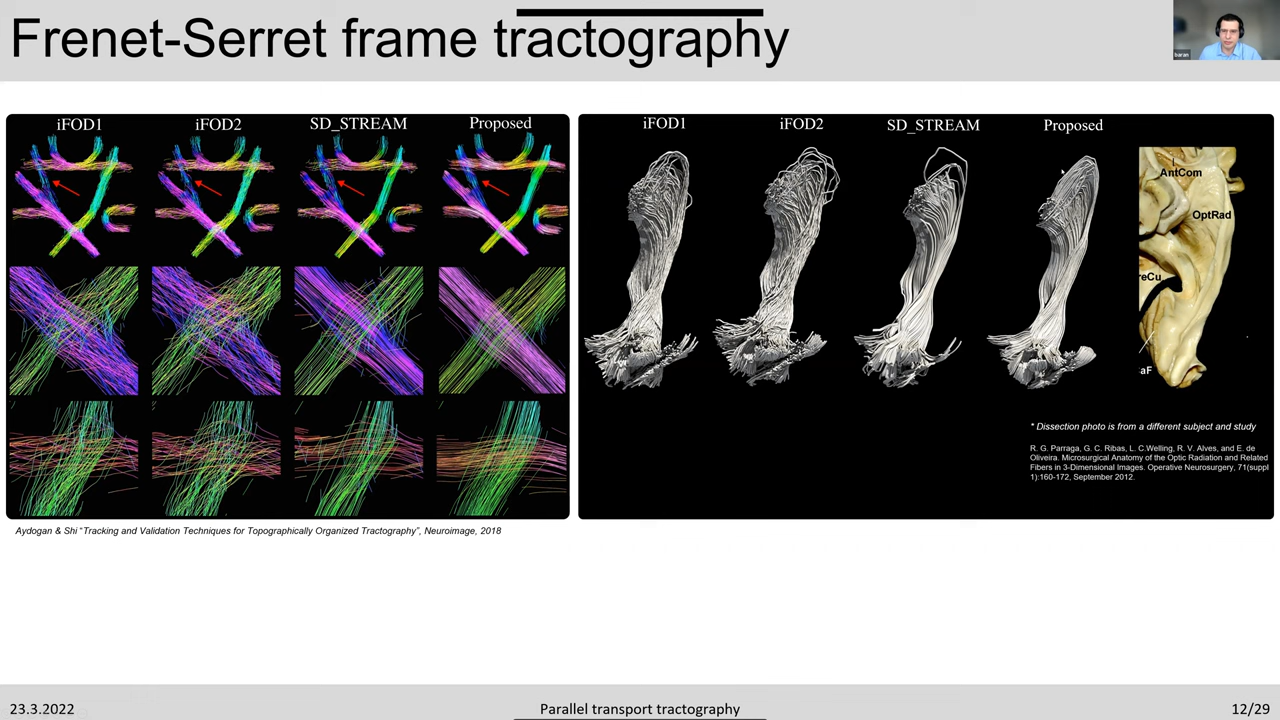 Frenet-Serret frame tractography
baran
iFOD1 iFOD2 SD_STREAM Proposed
iFOD1 iFOD2 SD_STREAM Proposed
AntCom
OptRad
reCu
aF
* Dissection photo is from a different subject and study
R. G. Parraga, G. C. Ribas, L. C.Welling, R. V. Alves, and E. de
Oliveira. Microsurgical Anatomy of the Optic Radiation and Related
Fibers in 3-Dimensional Images. Operative Neurosurgery, 71(suppl
1):160-172, September 2012.
Aydogan & Shi "Tracking and Validation Techniques for Topographically Organized Tractography", Neuroimage, 2018
23.3.2022 Parallel transport tractography 12/29